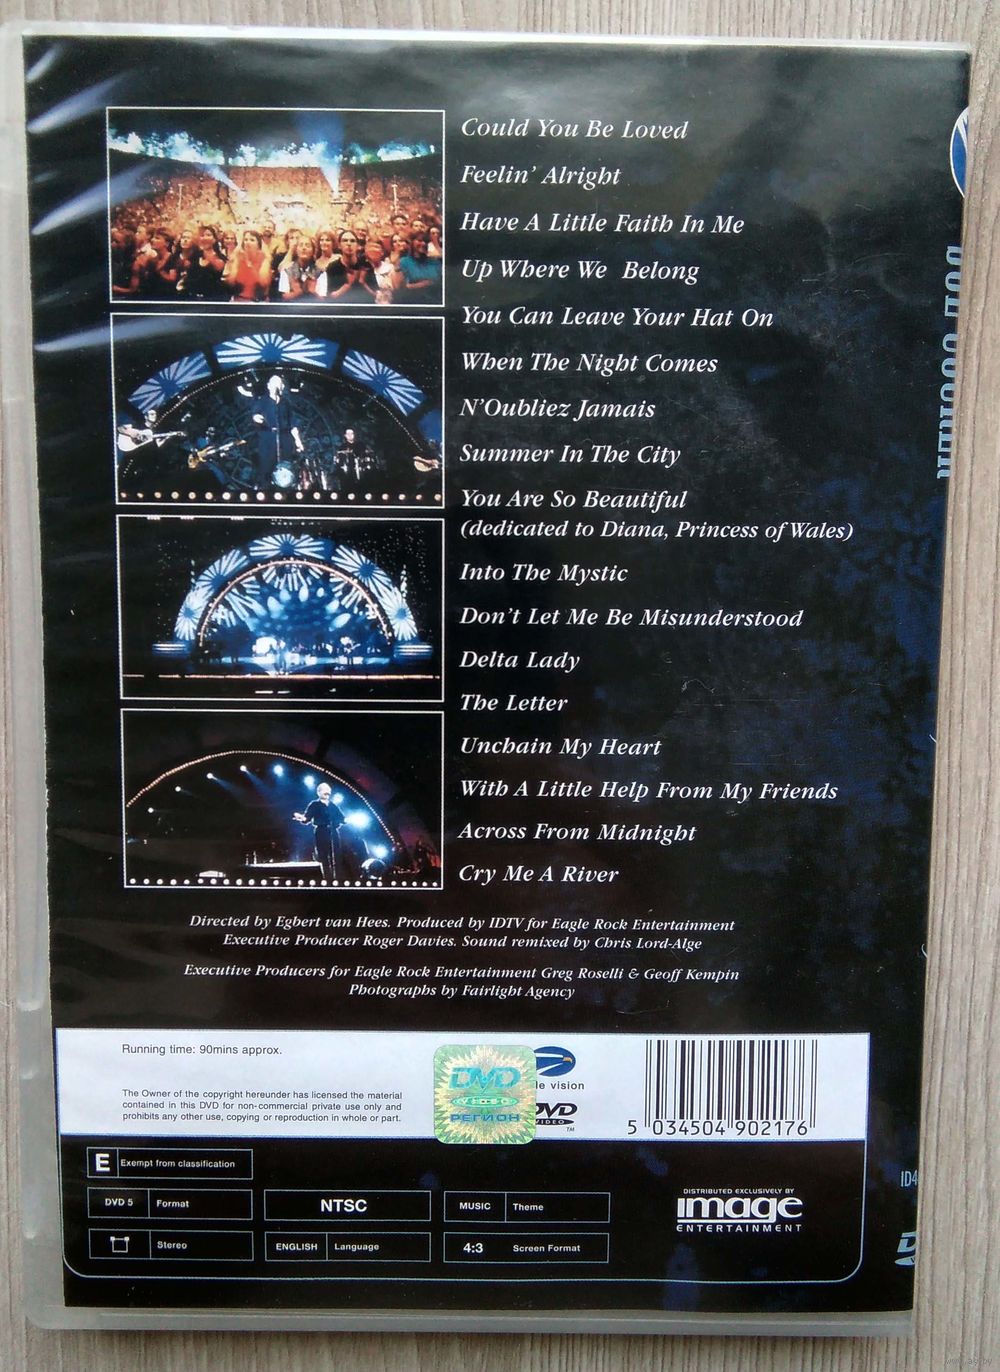 Could You Be Loved
Feelin' Alright
Have A Little Faith In Me
Up Where We Belong
You Can Leave Your Hat On
When The Night Comes
N'Oubliez Jamais
Summer In The City
You Are So Beautiful
(dedicated to Diana, Princess of Wales)
Into The Mystic
Don't Let Me Be Misunderstood
Delta Lady
The Letter
Unchain My Heart
With A Little Help From My Friends
Across From Midnight
Cry Me A River
Directed by Egbert van Hees. Produced by IDTV for Eagle Rock Entertainment
Executive Producer Roger Davies. Sound remixed by Chris Lord-Alge
Executive Producers for Eagle Rock Entertainment Greg Roselli & Geoff Kempin
Photographs by Fairlight Agency
Running time: 90mins approx.
The Owner of the copyright hereunder has licensed the material
contained in this DVD for non-commercial private use only and
prohibits any other use, copying or reproduction in whole or part.
DVD
VIDEO
РЕГИОН
vision
DVD
VIDEO
TM
5 034504 902176
E Exempt from classification
DVD 5 Format
NTSC
MUSIC Theme
Stereo
ENGLISH Language
4:3 Screen Format
DISTRIBUTED EXCLUSIVELY BY
image
ENTERTAINMENT
ID4